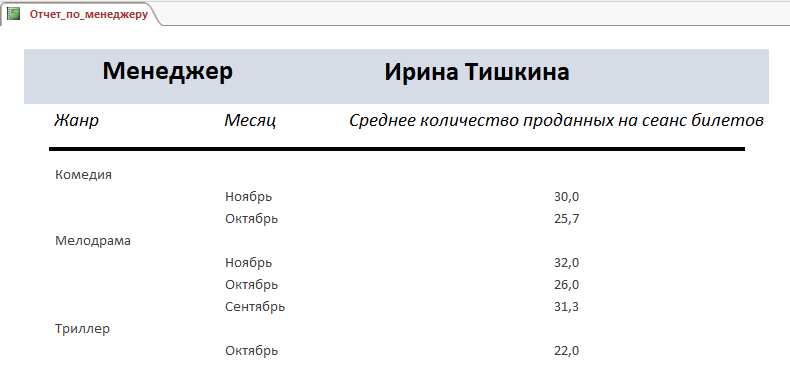 Отчет_по_менеджеру
Менеджер Ирина Тишкина
Жанр Месяц Среднее количество проданных на сеанс билетов
Комедия
Ноябрь 30,0
Октябрь 25,7
Мелодрама
Ноябрь 32,0
Октябрь 26,0
Сентябрь 31,3
Триллер
Октябрь 22,0